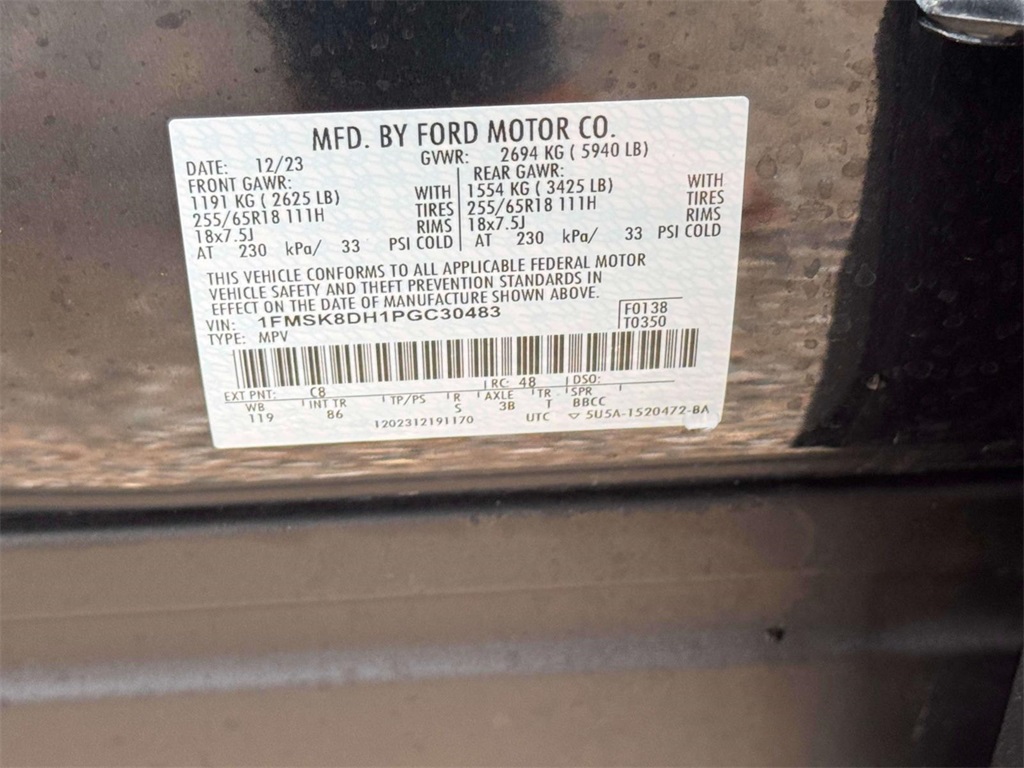 MFD. BY FORD MOTOR CO.
DATE: 12/23 GVWR: 2694 KG ( 5940 LB)
FRONT GAWR: REAR GAWR:
1191 KG ( 2625 LB) WITH 1554 KG ( 3425 LB) WITH
255/65R18 111H TIRES 255/65R18 111H TIRES
18x7.5J RIMS 18x7.5J RIMS
AT 230 kPa/ 33 PSI COLD AT 230 kPa/ 33 PSI COLD
THIS VEHICLE CONFORMS TO ALL APPLICABLE FEDERAL MOTOR
VEHICLE SAFETY AND THEFT PREVENTION STANDARDS IN
EFFECT ON THE DATE OF MANUFACTURE SHOWN ABOVE.
VIN: 1FMSK8DH1PGC30483 F0138
TYPE: MPV T0350
EXT PNT: C8 RC: 48 DSO:
WB INT TR TP/PS R AXLE TR SPR
119 86 S 3B T BBCC
1202312191170 UTC ▽ 5U5A-1520472-BA